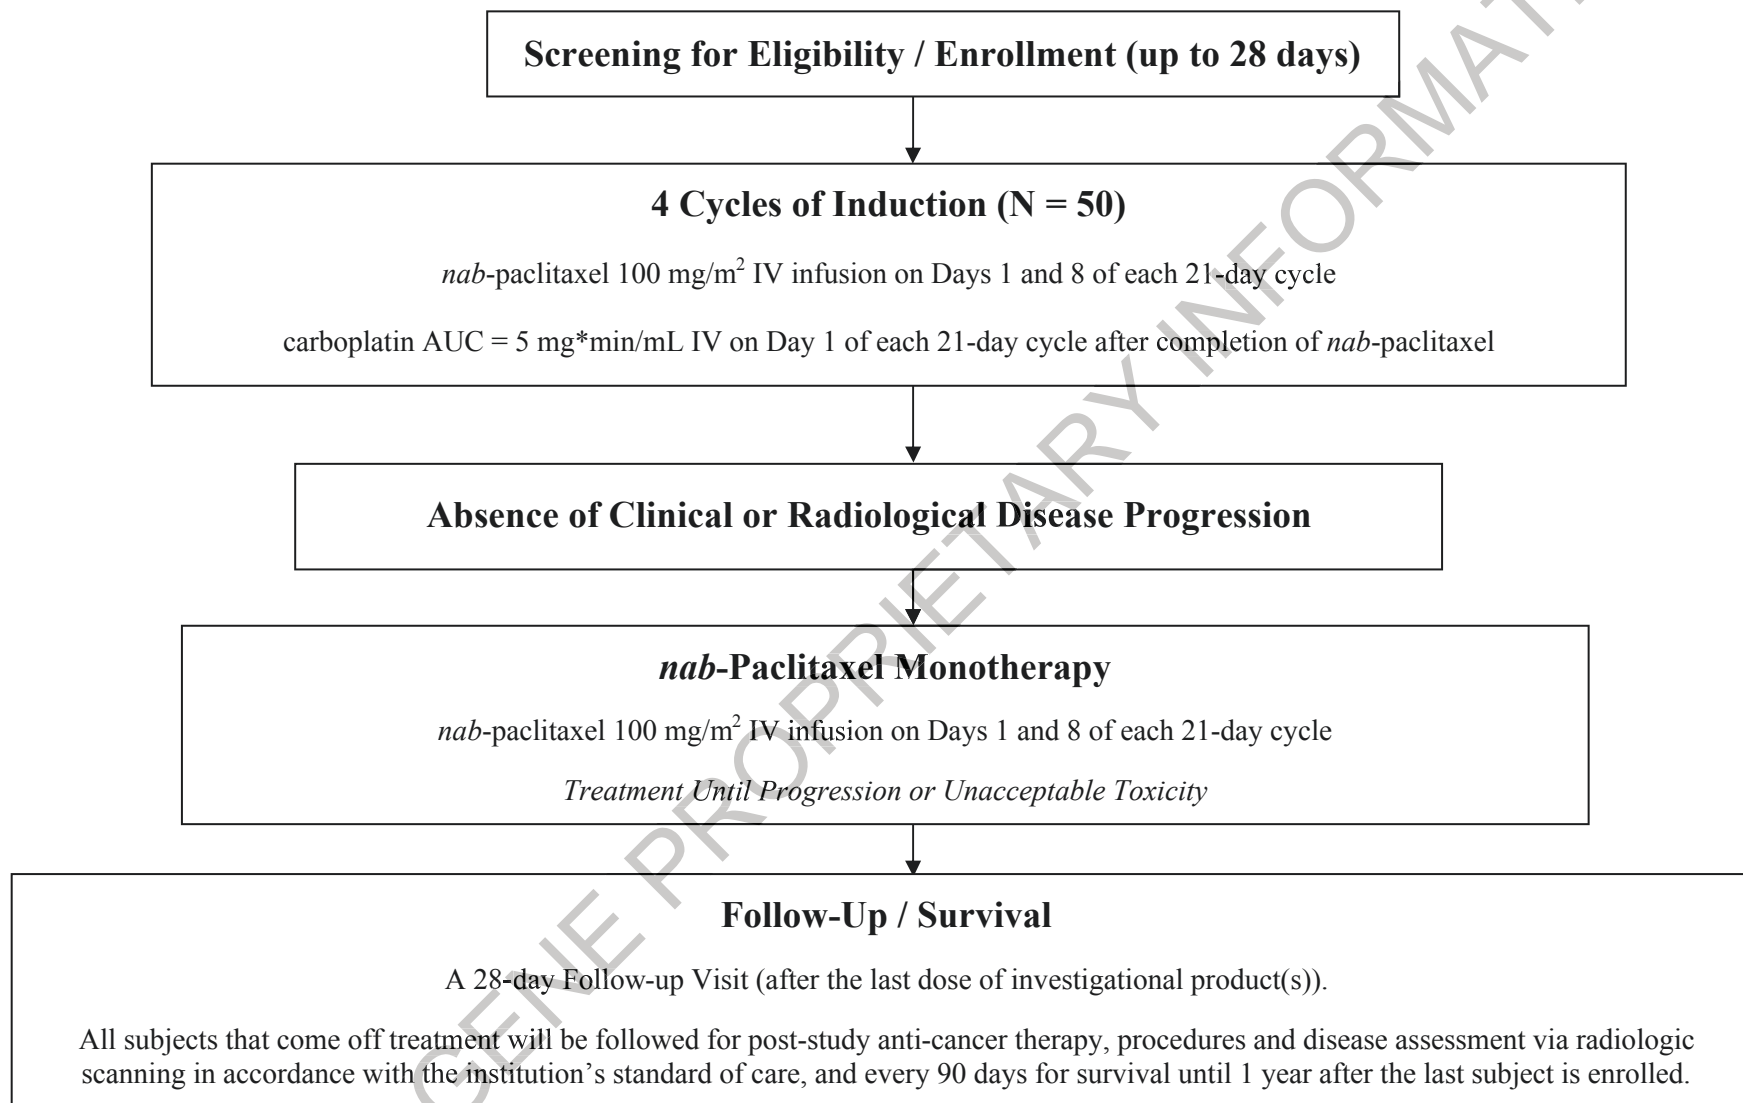 Screening for Eligibility / Enrollment (up to 28 days)
4 Cycles of Induction (N = 50)
nab-paclitaxel 100 mg/m² IV infusion on Days 1 and 8 of each 21-day cycle
carboplatin AUC = 5 mg*min/mL IV on Day 1 of each 21-day cycle after completion of nab-paclitaxel
Absence of Clinical or Radiological Disease Progression
nab-Paclitaxel Monotherapy
nab-paclitaxel 100 mg/m² IV infusion on Days 1 and 8 of each 21-day cycle
Treatment Until Progression or Unacceptable Toxicity
Follow-Up / Survival
A 28-day Follow-up Visit (after the last dose of investigational product(s)).
All subjects that come off treatment will be followed for post-study anti-cancer therapy, procedures and disease assessment via radiologic
scanning in accordance with the institution’s standard of care, and every 90 days for survival until 1 year after the last subject is enrolled.
GENE PROPRIETARY INFORMATI